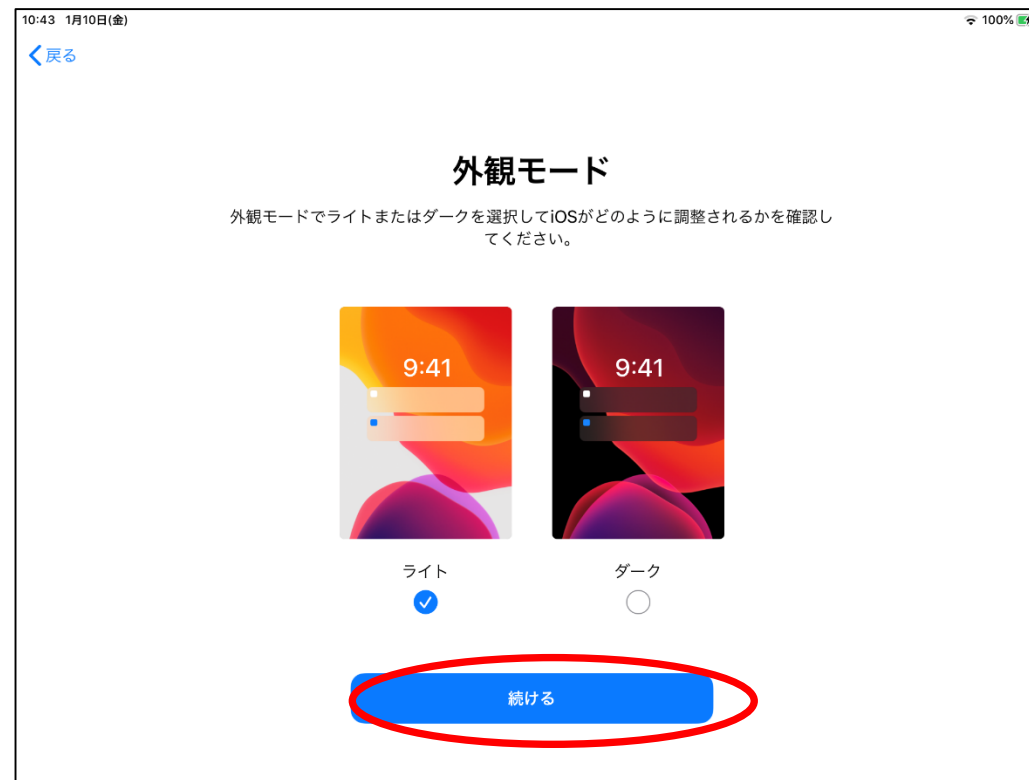 10:43 1月10日(金)
100%
戻る
外観モード
外観モードでライトまたはダークを選択してiOSがどのように調整されるかを確認し
てください。
9:41
9:41
ライト
ダーク
続ける